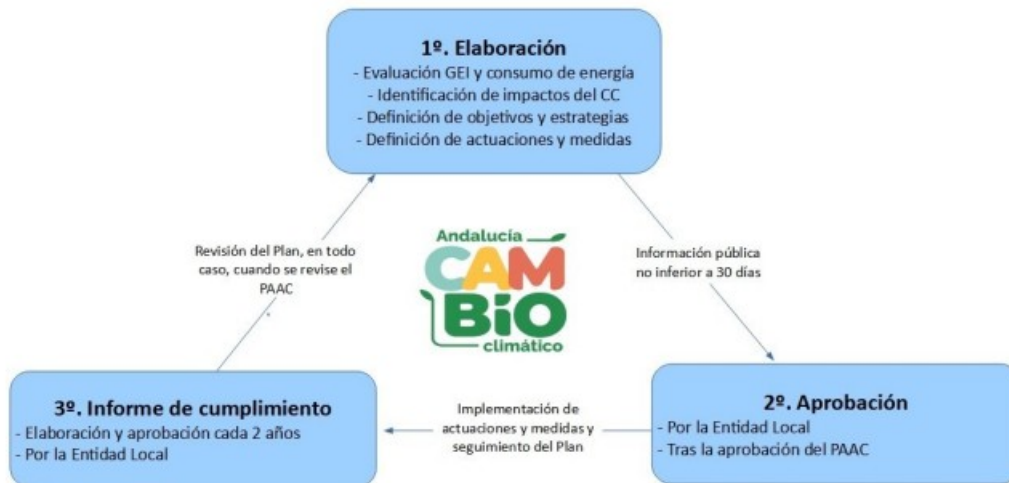 1º. Elaboración
- Evaluación GEI y consumo de energía
- Identificación de impactos del CC
- Definición de objetivos y estrategias
- Definición de actuaciones y medidas
Revisión del Plan, en todo
caso, cuando se revise el
PAAC
Andalucía
CAM
BiO
climático
Información pública
no inferior a 30 días
3º. Informe de cumplimiento
- Elaboración y aprobación cada 2 años
- Por la Entidad Local
Implementación de
actuaciones y medidas y
seguimiento del Plan
2º. Aprobación
- Por la Entidad Local
- Tras la aprobación del PAAC